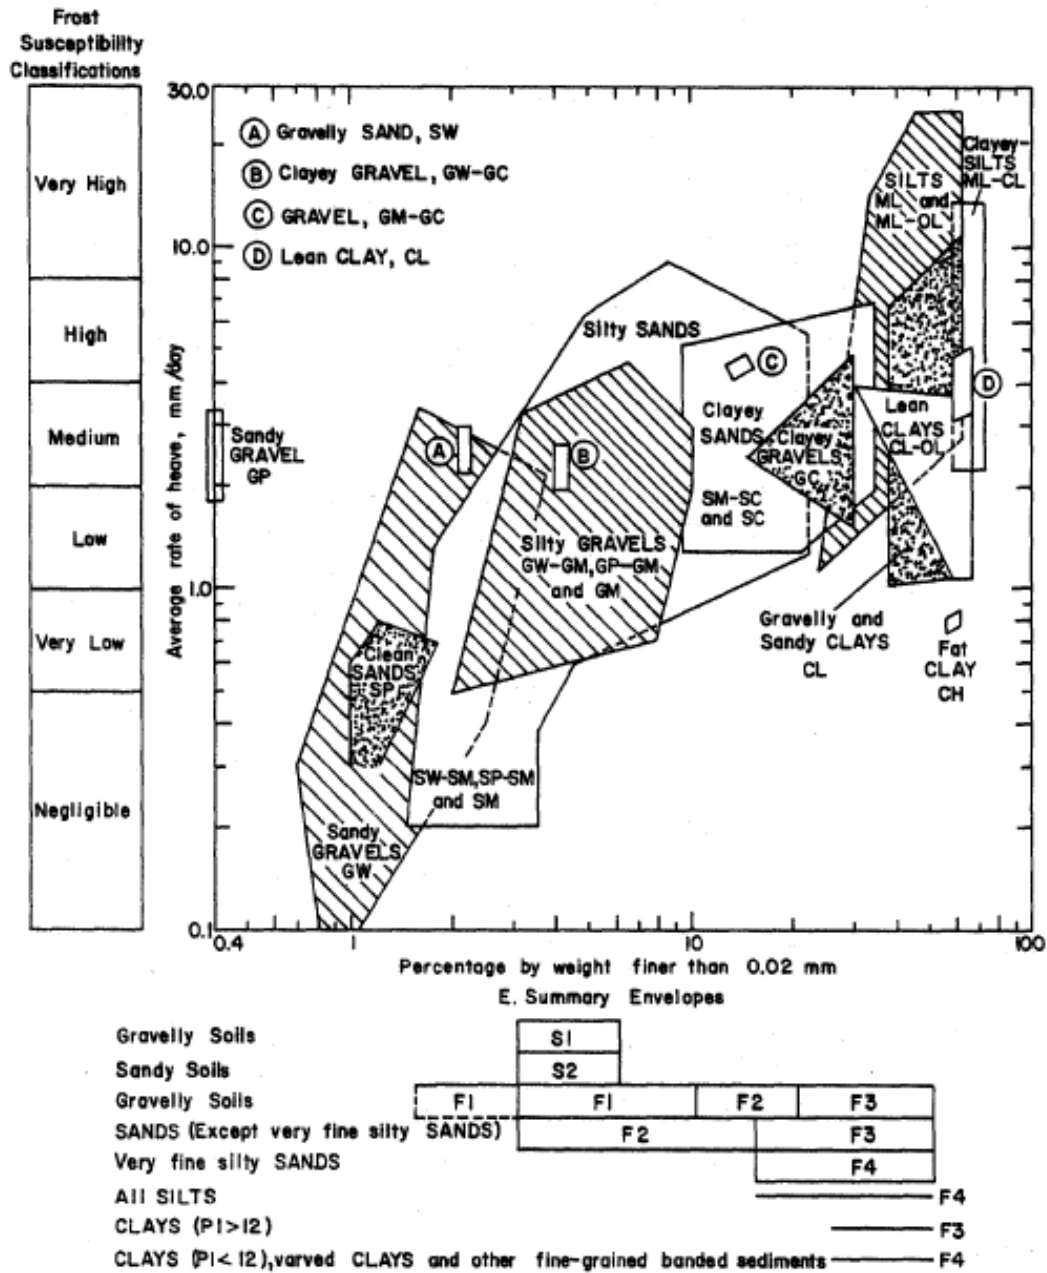 Frost
Susceptibility
Classifications
Very High
High
Medium
Low
Very Low
Negligible
Average rate of heave, mm/day
30.0
10.0
1.0
0.1
Ⓐ Gravelly SAND, SW
Ⓑ Clayey GRAVEL, GW-GC
Ⓒ GRAVEL, GM-GC
Ⓓ Lean CLAY, CL
Clayey-
SILTS
ML-CL
SILTS
ML and
ML-OL
Silty SANDS
C
D
Sandy
GRAVEL
GP
A
B
Clayey
SANDS
SM-SC
and SC
Clayey
GRAVELS
GC
Lean
CLAYS
CL-OL
Silty GRAVELS
GW-GM, GP-GM
and GM
Gravelly and
Sandy CLAYS
CL
Fat
CLAY
CH
Clean
SANDS
SP
SW-SM, SP-SM
and SM
Sandy
GRAVELS
GW
0.4 1 10 100
Percentage by weight finer than 0.02 mm
E. Summary Envelopes
Gravelly Soils S1
Sandy Soils S2
Gravelly Soils F1 F1 F2 F3
SANDS (Except very fine silty SANDS) F2 F3
Very fine silty SANDS F4
All SILTS F4
CLAYS (PI>12) F3
CLAYS (PI<12), varved CLAYS and other fine-grained banded sediments F4